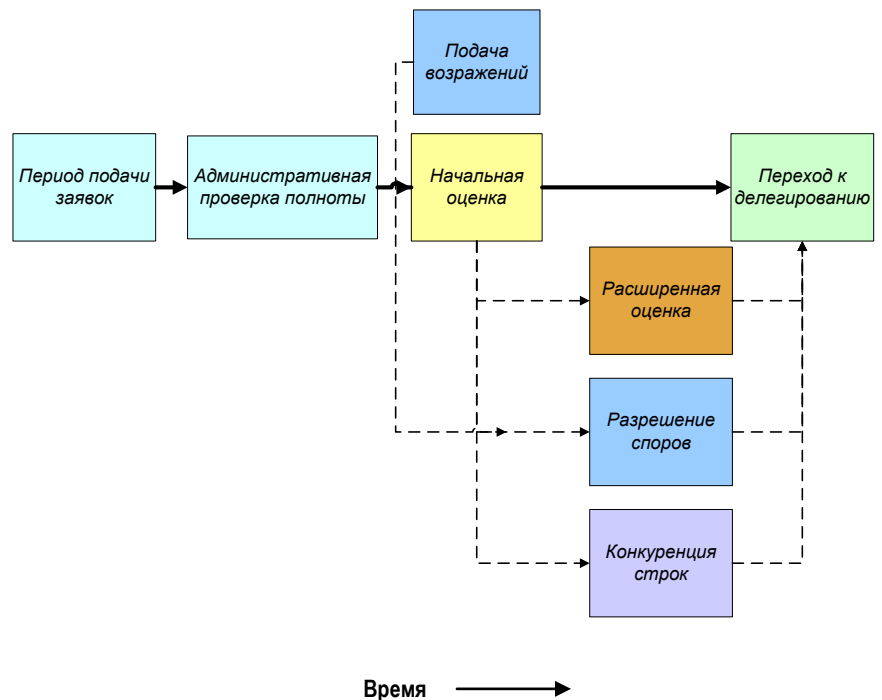 Подача
возражений
Период подачи
заявок
Административная
проверка полноты
Начальная
оценка
Переход к
делегированию
Расширенная
оценка
Разрешение
споров
Конкуренция
строк
Время